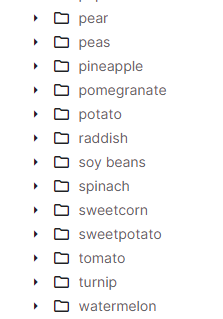 pear
peas
pineapple
pomegranate
potato
raddish
soy beans
spinach
sweetcorn
sweetpotato
tomato
turnip
watermelon